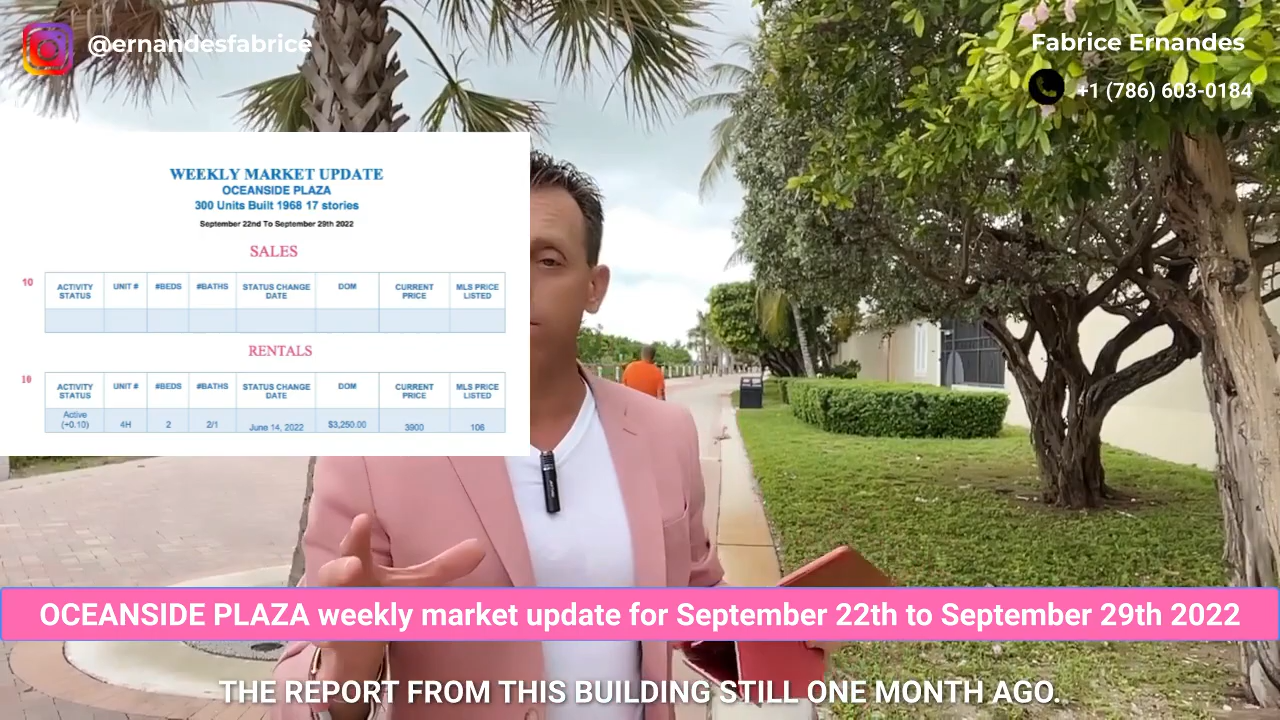 @ernandesfabrice
Fabrice Ernandes
+1 (786) 603-0184
WEEKLY MARKET UPDATE
OCEANSIDE PLAZA
300 Units Built 1968 17 stories
September 22nd To September 29th 2022
SALES
10
ACTIVITY STATUS UNIT # #BEDS #BATHS STATUS CHANGE DATE DOM CURRENT PRICE MLS PRICE LISTED
RENTALS
10
ACTIVITY STATUS UNIT # #BEDS #BATHS STATUS CHANGE DATE DOM CURRENT PRICE MLS PRICE LISTED
Active (+0.10) 4H 2 2/1 June 14, 2022 $3,250.00 3900 106
OCEANSIDE PLAZA weekly market update for September 22th to September 29th 2022
THE REPORT FROM THIS BUILDING STILL ONE MONTH AGO.